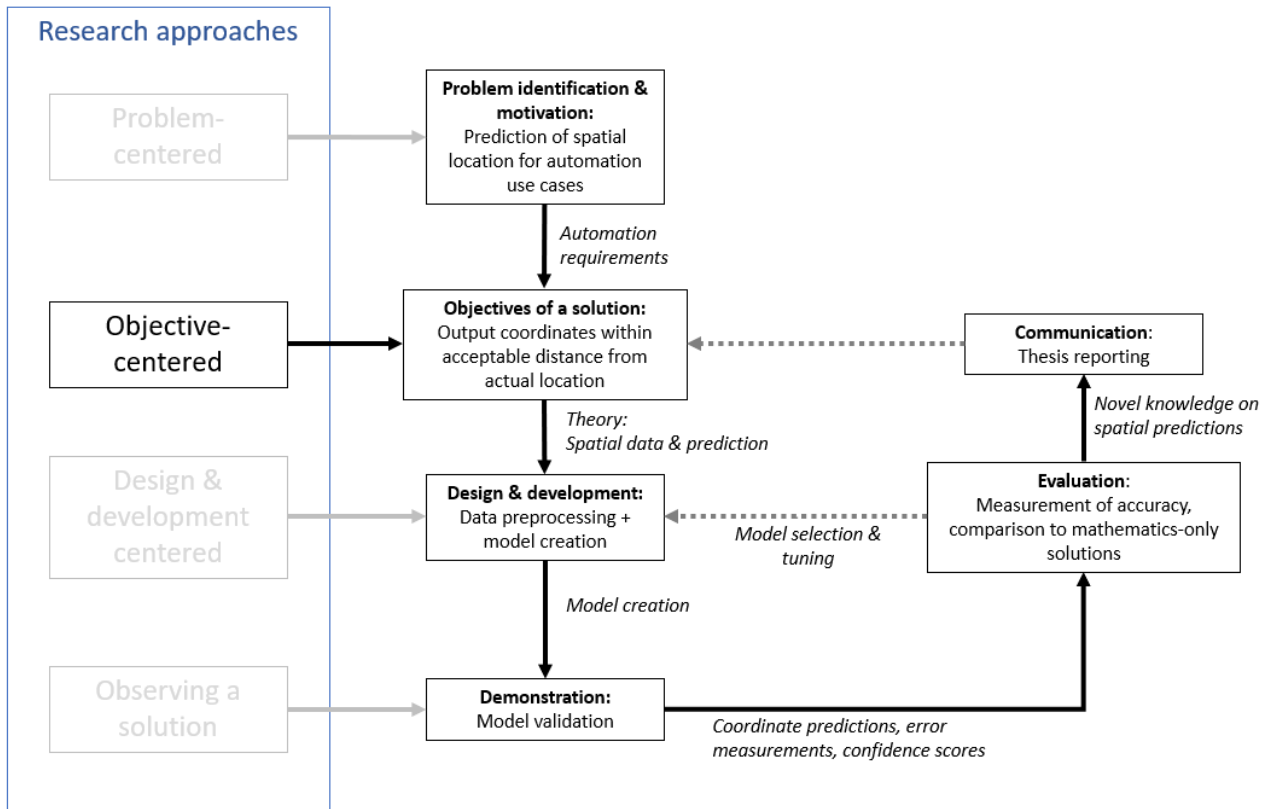 Research approaches
Problem-
centered
Problem identification &
motivation:
Prediction of spatial
location for automation
use cases
Automation
requirements
Objective-
centered
Objectives of a solution:
Output coordinates within
acceptable distance from
actual location
Communication:
Thesis reporting
Theory:
Spatial data & prediction
Novel knowledge on
spatial predictions
Design &
development
centered
Design & development:
Data preprocessing +
model creation
Model selection &
tuning
Evaluation:
Measurement of accuracy,
comparison to mathematics-only
solutions
Model creation
Observing a
solution
Demonstration:
Model validation
Coordinate predictions, error
measurements, confidence scores